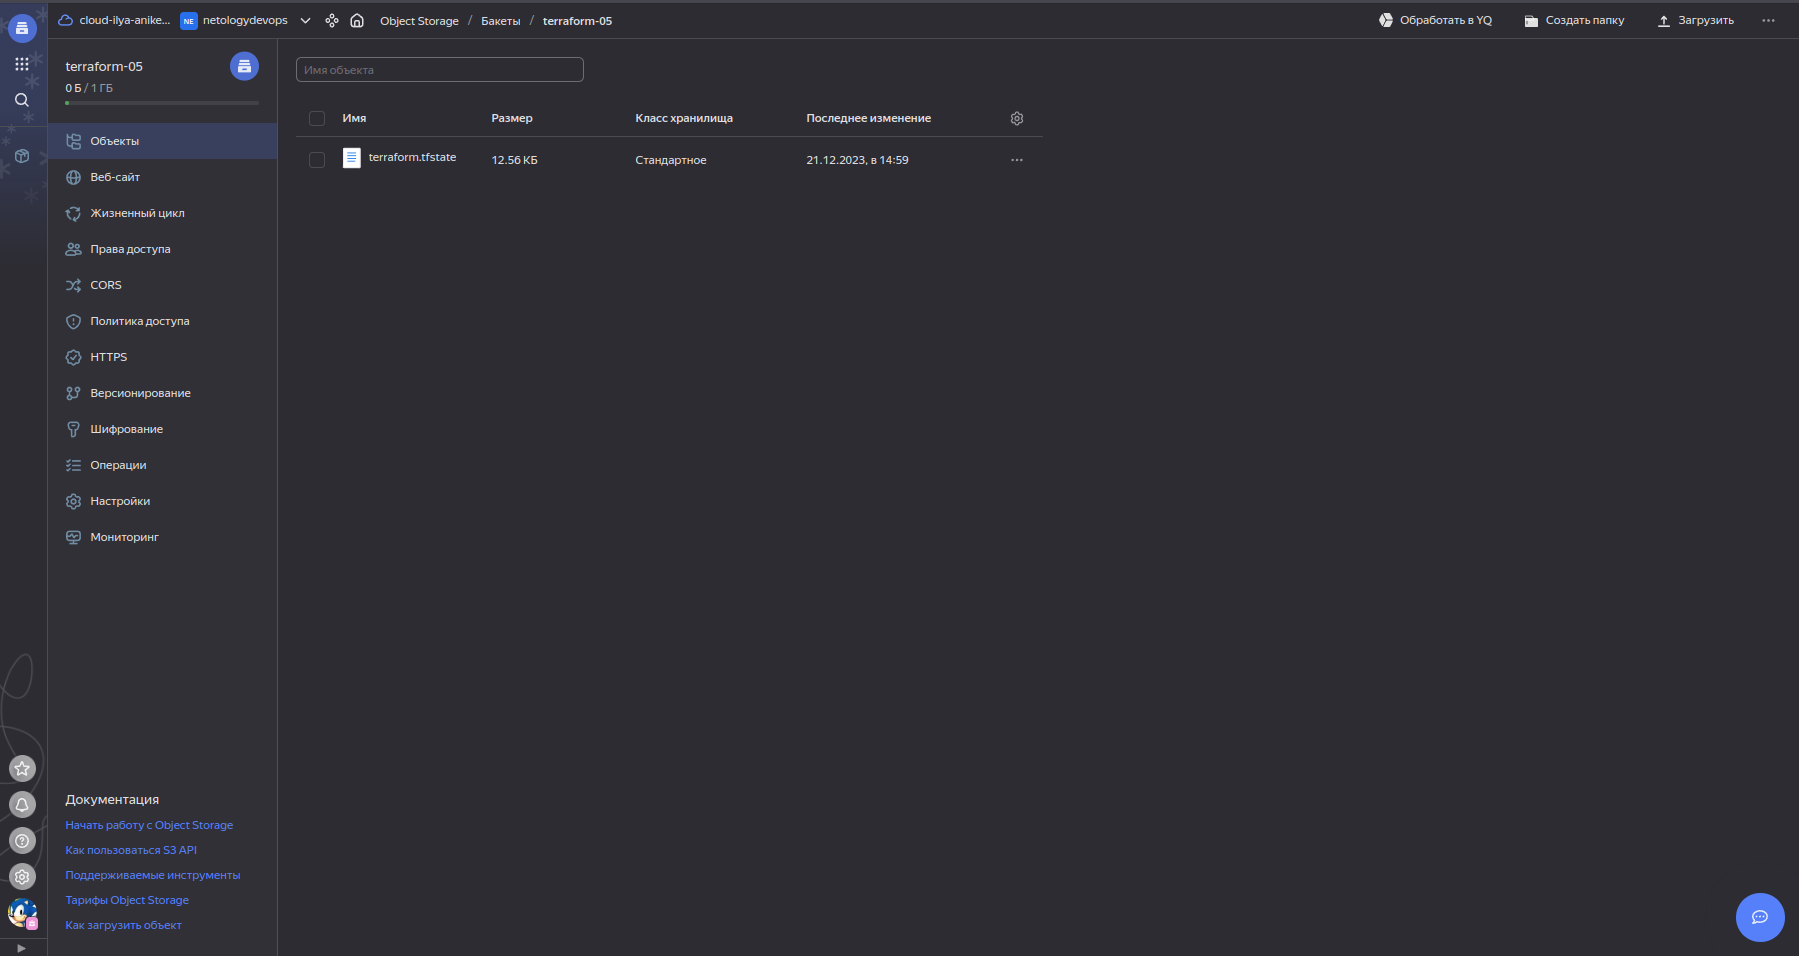 cloud-ilya-anike... NE netologydevops Object Storage / Бакеты / terraform-05 Обработать в YQ Создать папку Загрузить
terraform-05
0 Б / 1 ГБ
Объекты
Веб-сайт
Жизненный цикл
Права доступа
CORS
Политика доступа
HTTPS
Версионирование
Шифрование
Операции
Настройки
Мониторинг
Документация
Начать работу с Object Storage
Как пользоваться S3 API
Поддерживаемые инструменты
Тарифы Object Storage
Как загрузить объект
Имя объекта
Имя Размер Класс хранилища Последнее изменение
terraform.tfstate 12.56 КБ Стандартное 21.12.2023, в 14:59